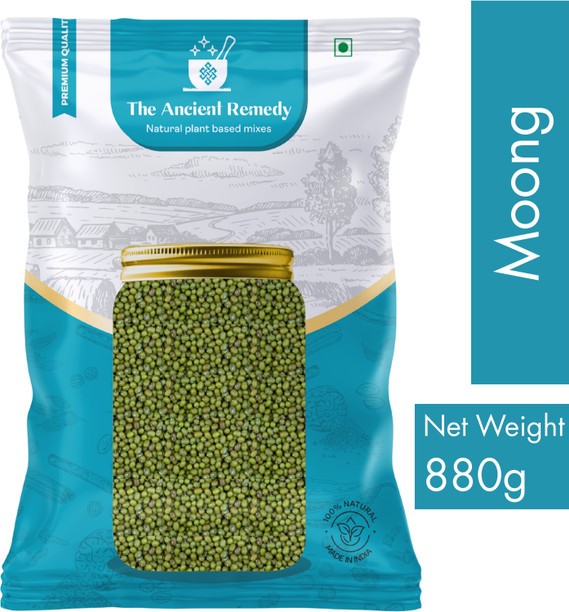 PREMIUM QUALITY
The Ancient Remedy
Natural plant based mixes
100% NATURAL
MADE IN INDIA
Moong
Net Weight
880g